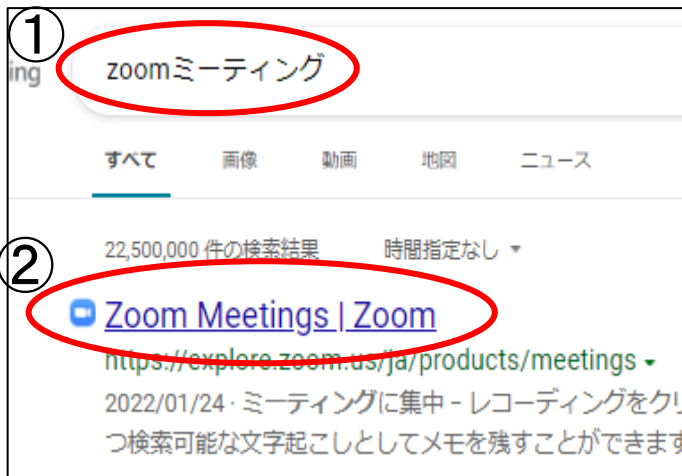 ①
ing
zoomミーティング
すべて 画像 動画 地図 ニュース
22,500,000 件の検索結果 時間指定なし
②
Zoom Meetings | Zoom
https://explore.zoom.us/ja/products/meetings
2022/01/24 · ミーティングに集中 – レコーディングをクリ
つ検索可能な文字起こしとしてメモを残すことができます